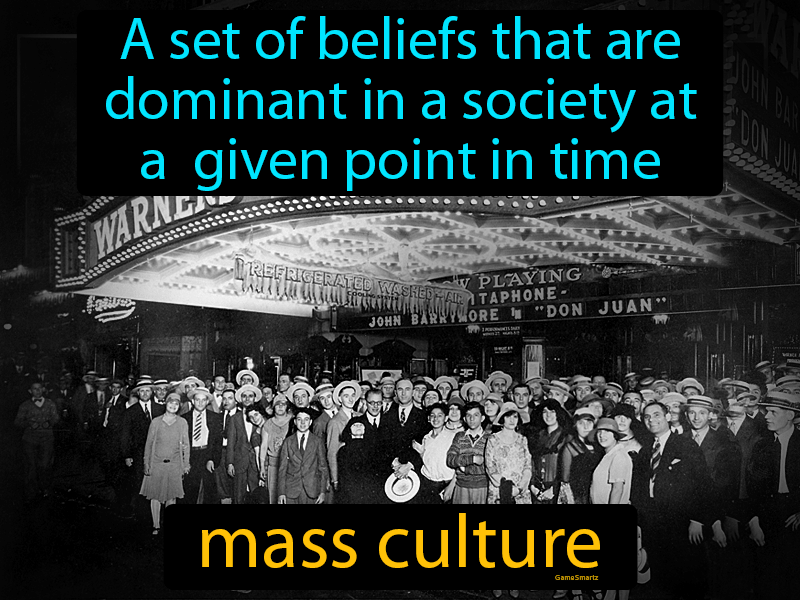 A set of beliefs that are
dominant in a society at
a given point in time
WARNER
REFRIGERATED WASHED AIR
PLAYING
JOHN BARRYMORE IN "DON JUAN"
mass culture
GameSmartz